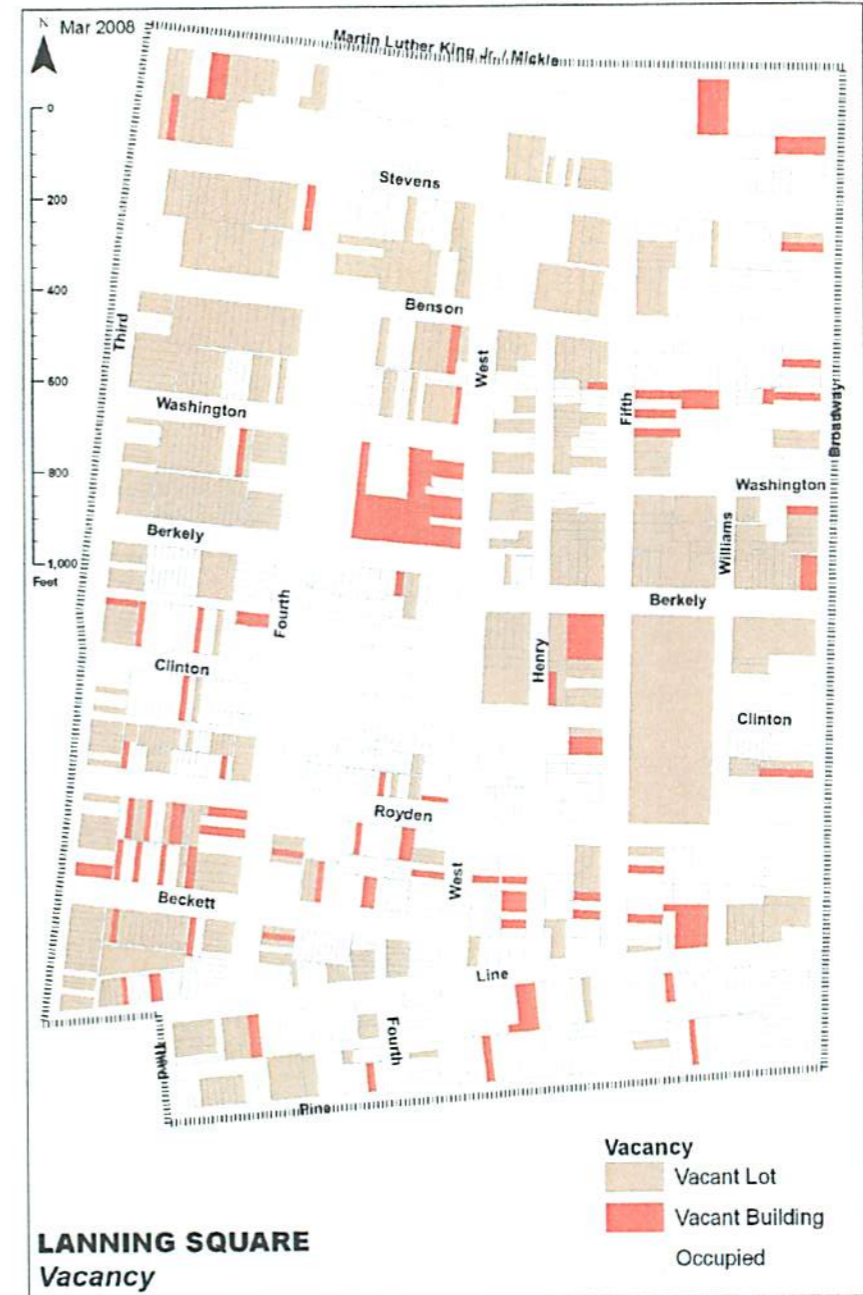 N
Mar 2008
Martin Luther King Jr. / Mickle
0
200
400
600
800
1,000
Feet
Stevens
Benson
Third
West
Washington
Fifth
Broadway
Washington
Berkely
Williams
Berkely
Fourth
Clinton
Henry
Clinton
Royden
West
Beckett
Line
Third
Fourth
Pine
Vacancy
Vacant Lot
Vacant Building
Occupied
LANNING SQUARE
Vacancy